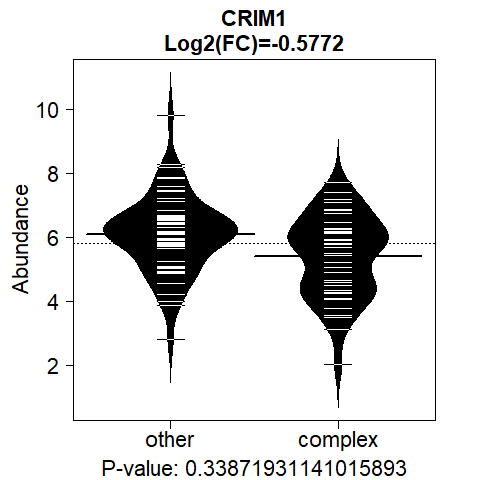 CRIM1
Log2(FC)=-0.5772
Abundance
10
8
6
4
2
other complex
P-value: 0.33871931141015893